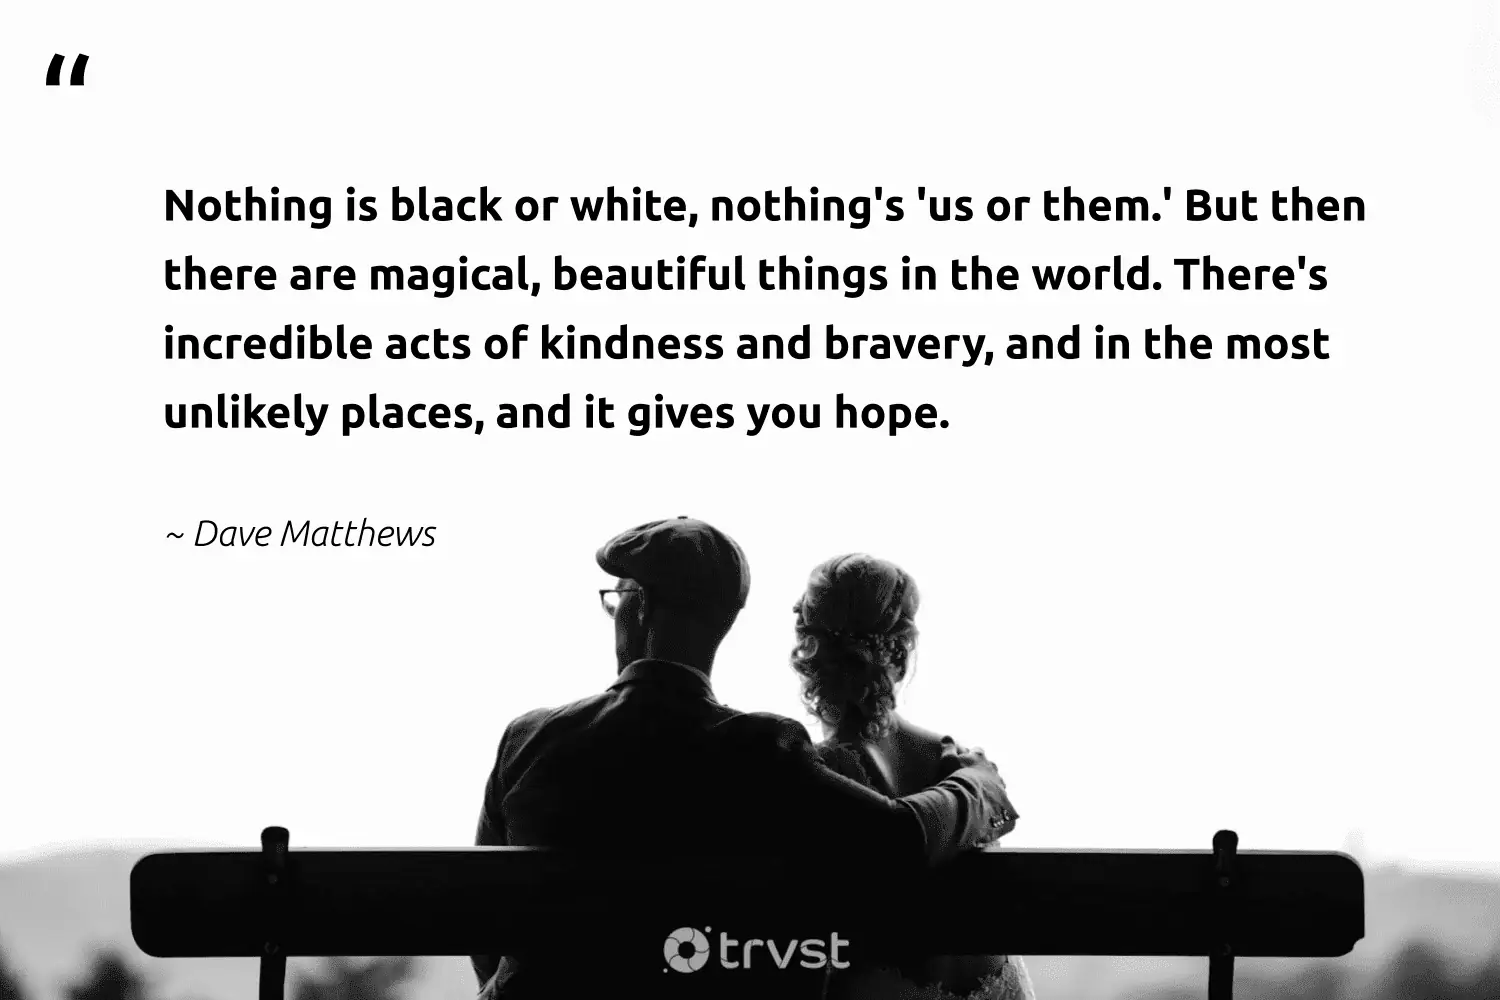 “
Nothing is black or white, nothing's 'us or them.' But then
there are magical, beautiful things in the world. There's
incredible acts of kindness and bravery, and in the most
unlikely places, and it gives you hope.
~ Dave Matthews
trvst